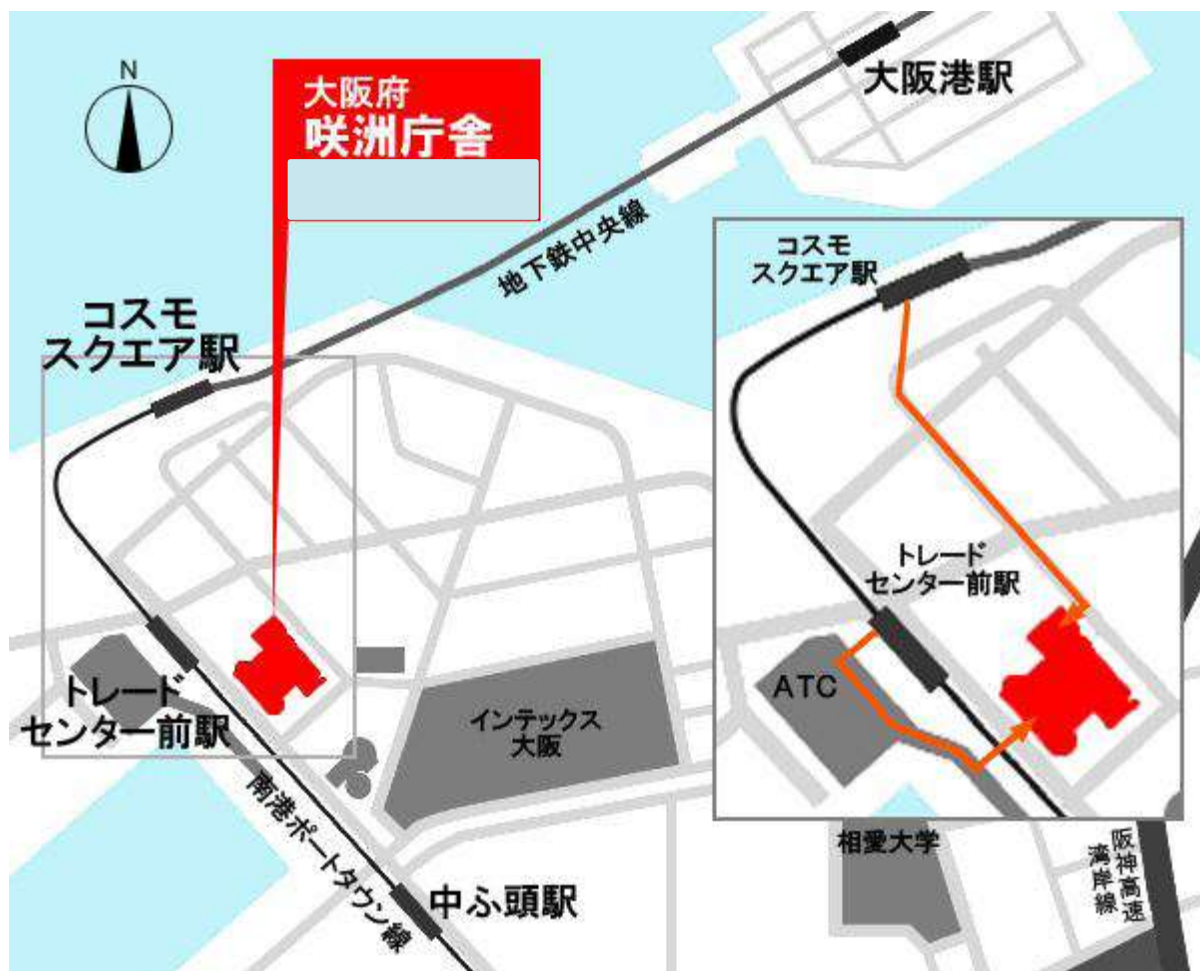 N
大阪府
咲洲庁舎
大阪港駅
地下鉄中央線
コスモ
スクエア駅
コスモ
スクエア駅
トレード
センター前駅
ATC
トレード
センター前駅
インテックス
大阪
南港ポートタウン線
中ふ頭駅
相愛大学
阪神高速
湾岸線